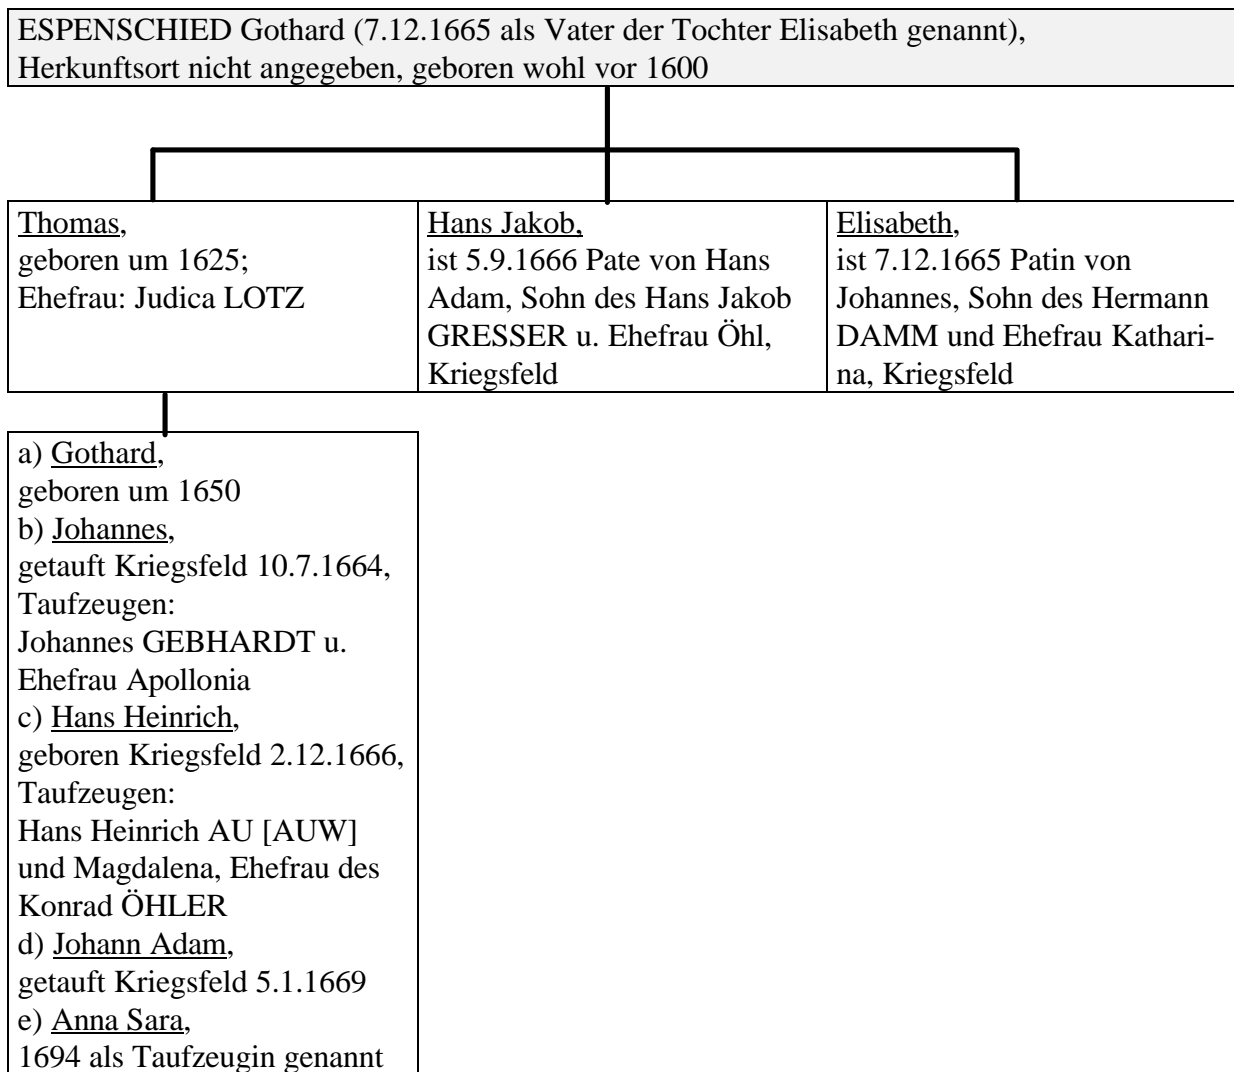 ESPENSCHIED Gothard (7.12.1665 als Vater der Tochter Elisabeth genannt),
Herkunftsort nicht angegeben, geboren wohl vor 1600
Thomas,
geboren um 1625;
Ehefrau: Judica LOTZ
Hans Jakob,
ist 5.9.1666 Pate von Hans
Adam, Sohn des Hans Jakob
GRESSER u. Ehefrau Öhl,
Kriegsfeld
Elisabeth,
ist 7.12.1665 Patin von
Johannes, Sohn des Hermann
DAMM und Ehefrau Kathari-
na, Kriegsfeld
a) Gothard,
geboren um 1650
b) Johannes,
getauft Kriegsfeld 10.7.1664,
Taufzeugen:
Johannes GEBHARDT u.
Ehefrau Apollonia
c) Hans Heinrich,
geboren Kriegsfeld 2.12.1666,
Taufzeugen:
Hans Heinrich AU [AUW]
und Magdalena, Ehefrau des
Konrad ÖHLER
d) Johann Adam,
getauft Kriegsfeld 5.1.1669
e) Anna Sara,
1694 als Taufzeugin genannt